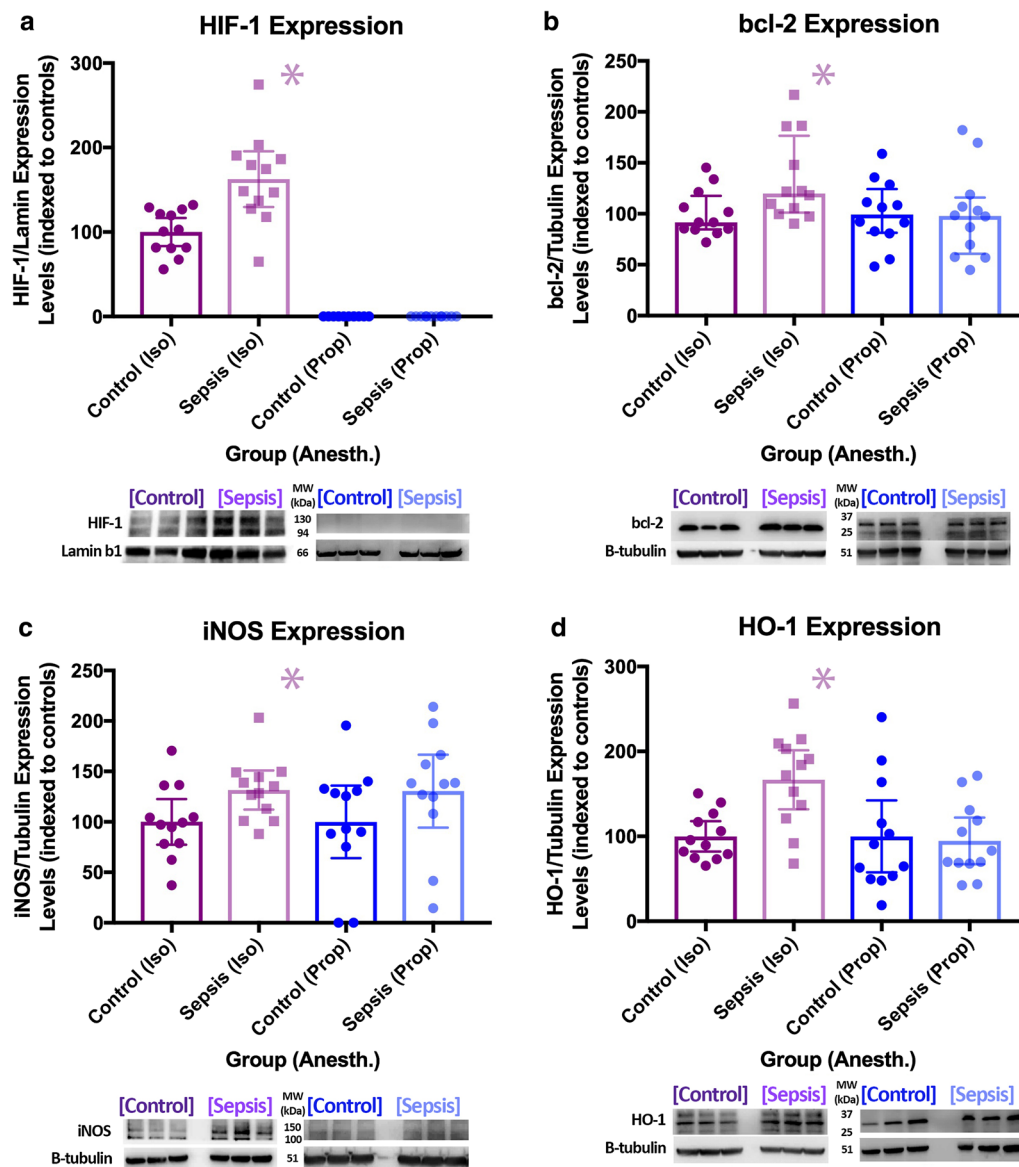 a
HIF-1 Expression
HIF-1/Lamin Expression
Levels (indexed to controls)
300
200
100
0
*
Control (Iso)
Sepsis (Iso)
Control (Prop)
Sepsis (Prop)
Group (Anesth.)
[Control] [Sepsis] MW (kDa) [Control] [Sepsis]
HIF-1 130
94
Lamin b1 66
b
bcl-2 Expression
bcl-2/Tubulin Expression
Levels (indexed to controls)
250
200
150
100
50
0
*
Control (Iso)
Sepsis (Iso)
Control (Prop)
Sepsis (Prop)
Group (Anesth.)
[Control] [Sepsis] MW (kDa) [Control] [Sepsis]
bcl-2 37
25
B-tubulin 51
c
iNOS Expression
iNOS/Tubulin Expression
Levels (indexed to controls)
250
200
150
100
50
0
*
Control (Iso)
Sepsis (Iso)
Control (Prop)
Sepsis (Prop)
Group (Anesth.)
[Control] [Sepsis] MW (kDa) [Control] [Sepsis]
iNOS 150
100
B-tubulin 51
d
HO-1 Expression
HO-1/Tubulin Expression
Levels (indexed to controls)
300
200
100
0
*
Control (Iso)
Sepsis (Iso)
Control (Prop)
Sepsis (Prop)
Group (Anesth.)
[Control] [Sepsis] MW (kDa) [Control] [Sepsis]
HO-1 37
25
B-tubulin 51